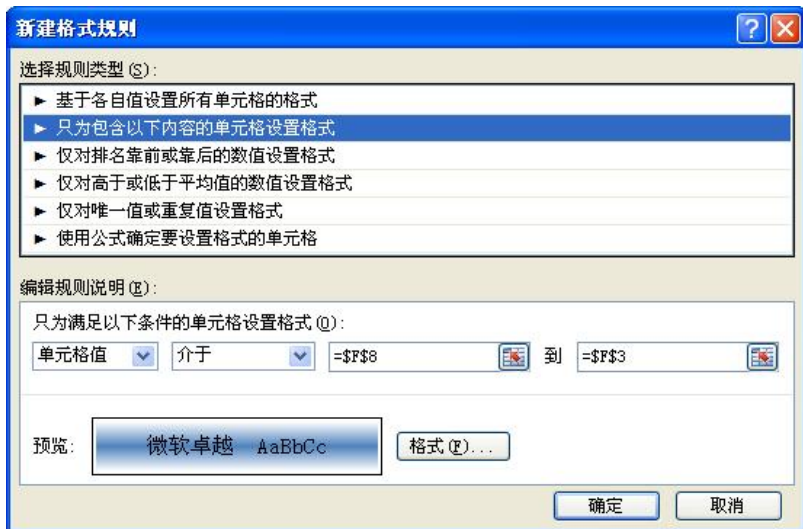 新建格式规则
选择规则类型(S):
► 基于各自值设置所有单元格的格式
► 只为包含以下内容的单元格设置格式
► 仅对排名靠前或靠后的数值设置格式
► 仅对高于或低于平均值的数值设置格式
► 仅对唯一值或重复值设置格式
► 使用公式确定要设置格式的单元格
编辑规则说明(E):
只为满足以下条件的单元格设置格式(O):
单元格值 介于 =$F$8 到 =$F$3
预览: 微软卓越 AaBbCc 格式(F)...
确定 取消